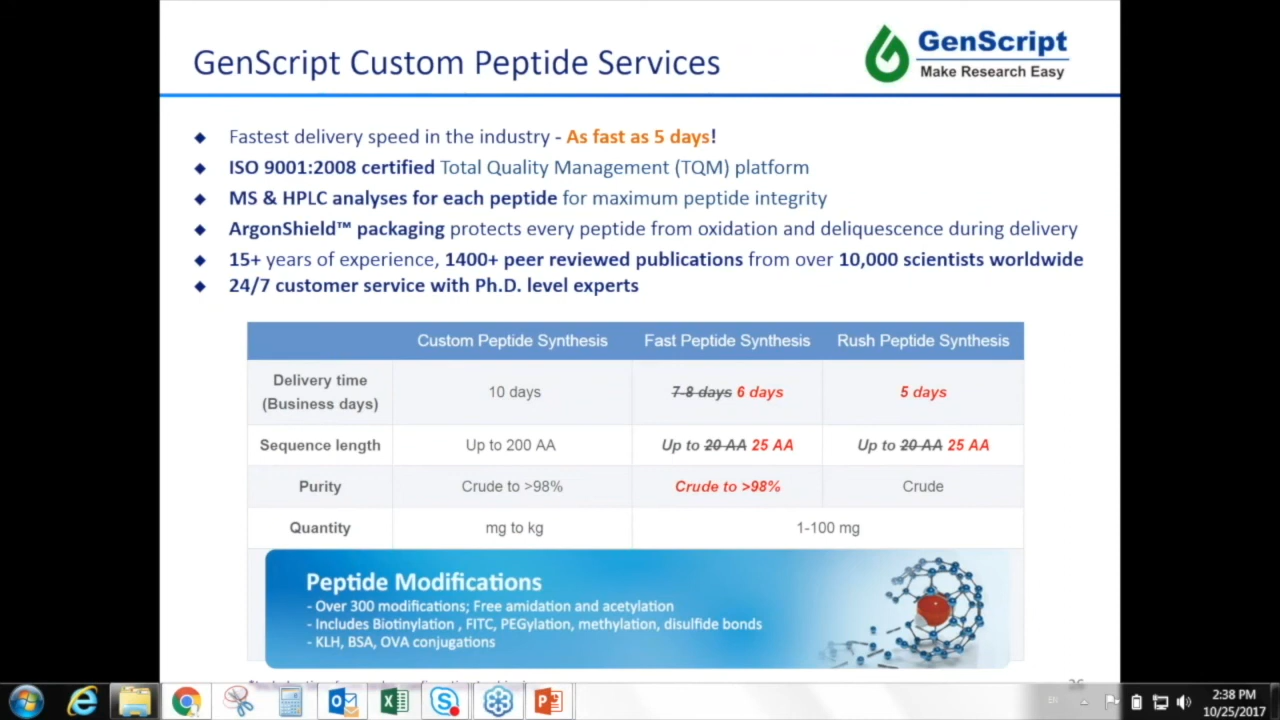 GenScript Custom Peptide Services
GenScript
Make Research Easy
Fastest delivery speed in the industry - As fast as 5 days!
ISO 9001:2008 certified Total Quality Management (TQM) platform
MS & HPLC analyses for each peptide for maximum peptide integrity
ArgonShield™ packaging protects every peptide from oxidation and deliquescence during delivery
15+ years of experience, 1400+ peer reviewed publications from over 10,000 scientists worldwide
24/7 customer service with Ph.D. level experts
Custom Peptide Synthesis Fast Peptide Synthesis Rush Peptide Synthesis
Delivery time (Business days) 10 days 7-8 days 6 days 5 days
Sequence length Up to 200 AA Up to 20 AA 25 AA Up to 20 AA 25 AA
Purity Crude to >98% Crude to >98% Crude
Quantity mg to kg 1-100 mg
Peptide Modifications
- Over 300 modifications; Free amidation and acetylation
- Includes Biotinylation , FITC, PEGylation, methylation, disulfide bonds
- KLH, BSA, OVA conjugations
EN
2:38 PM
10/25/2017